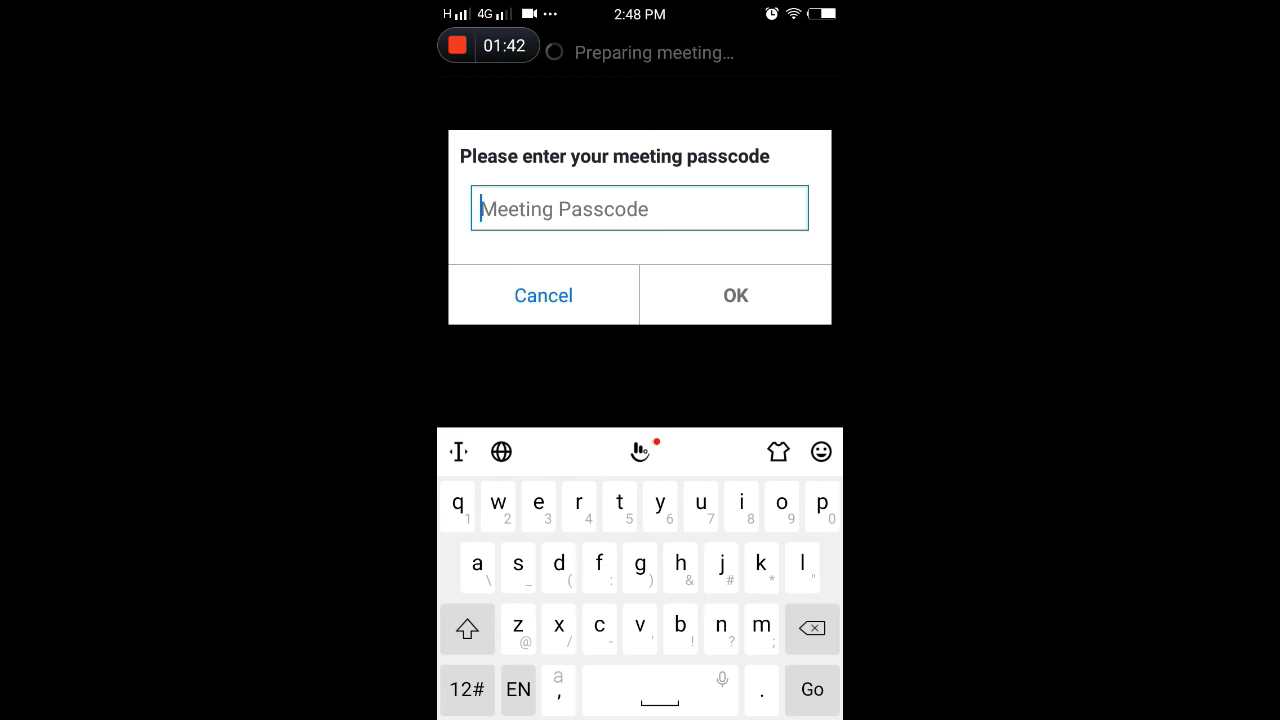 H 4G 2:48 PM
01:42 Preparing meeting...
Please enter your meeting passcode
Meeting Passcode
Cancel OK
q 1 w 2 e 3 r 4 t 5 y 6 u 7 i 8 o 9 p 0
a \ s _ d ( f : g ) h & j # k * l "
z @ x / c - v ' b ! n ? m ;
12# EN a , . Go